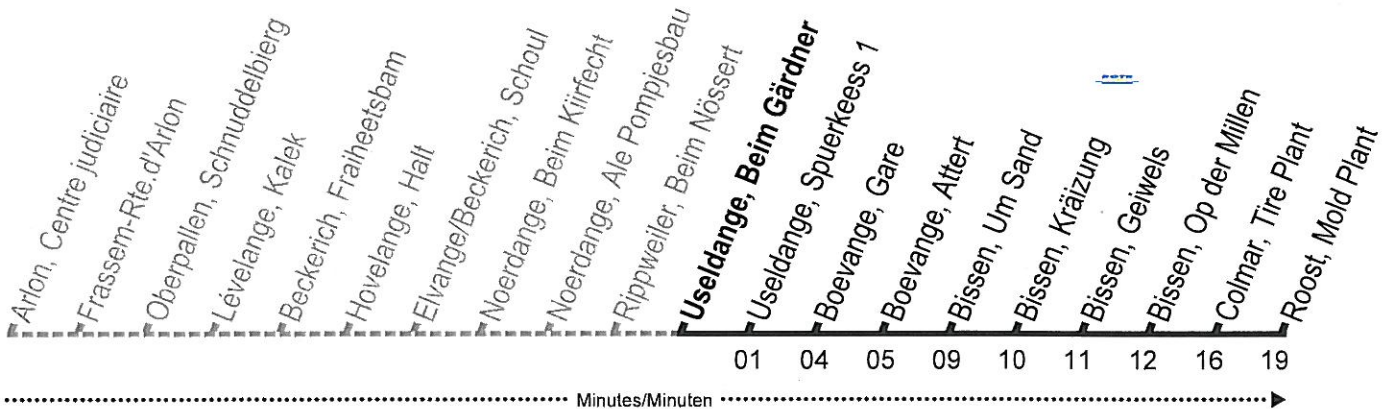 Arlon, Centre judiciaire
Frassem-Rte.d'Arlon
Oberpallen, Schnuddelbierg
Lévelange, Kalek
Beckerich, Fraiheetsbam
Hovelange, Halt
Elvange/Beckerich, Schoul
Noerdange, Beim Kiirfecht
Noerdange, Ale Pompjesbau
Rippweiler, Beim Nössert
Useldange, Beim Gärdner
Useldange, Spuerkeess 1
Boevange, Gare
Boevange, Attert
Bissen, Um Sand
Bissen, Kräizung
Bissen, Geiwels
Bissen, Op der Millen
Colmar, Tire Plant
Roost, Mold Plant
01 04 05 09 10 11 12 16 19
Minutes/Minuten